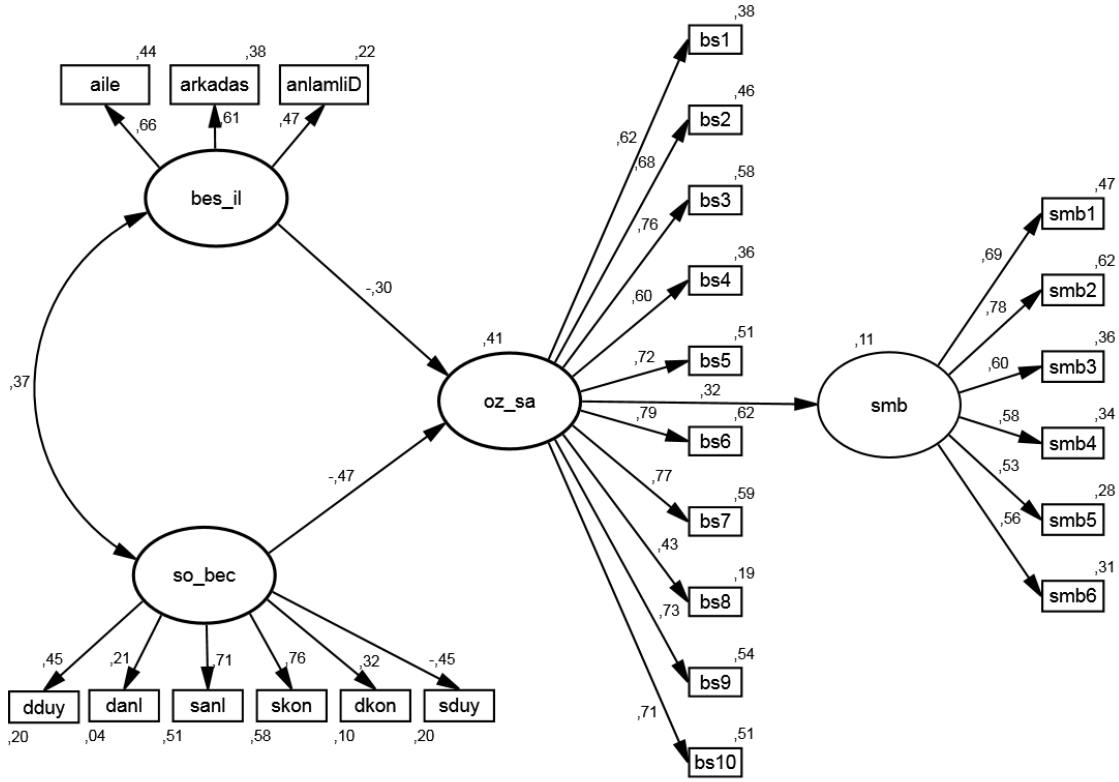 ,38
bs1
,44
,38
,22
aile
arkadas
anlamliD
,66
,61
,47
,46
bs2
,62
,68
,58
bs3
,76
,47
smb1
bes_il
,69
,62
smb2
,78
-,30
,36
bs4
,60
,41
,51
bs5
,72
,11
,36
smb3
,60
,37
oz_sa
,32
smb
,79
,62
bs6
,58
,34
smb4
-,47
,77
,59
bs7
,53
,28
smb5
so_bec
,43
,19
bs8
,56
,31
smb6
,45
,21
,71
,76
,32
-,45
,73
,54
bs9
dduy
danl
sanl
skon
dkon
sduy
,20
,04
,51
,58
,10
,20
,71
,51
bs10